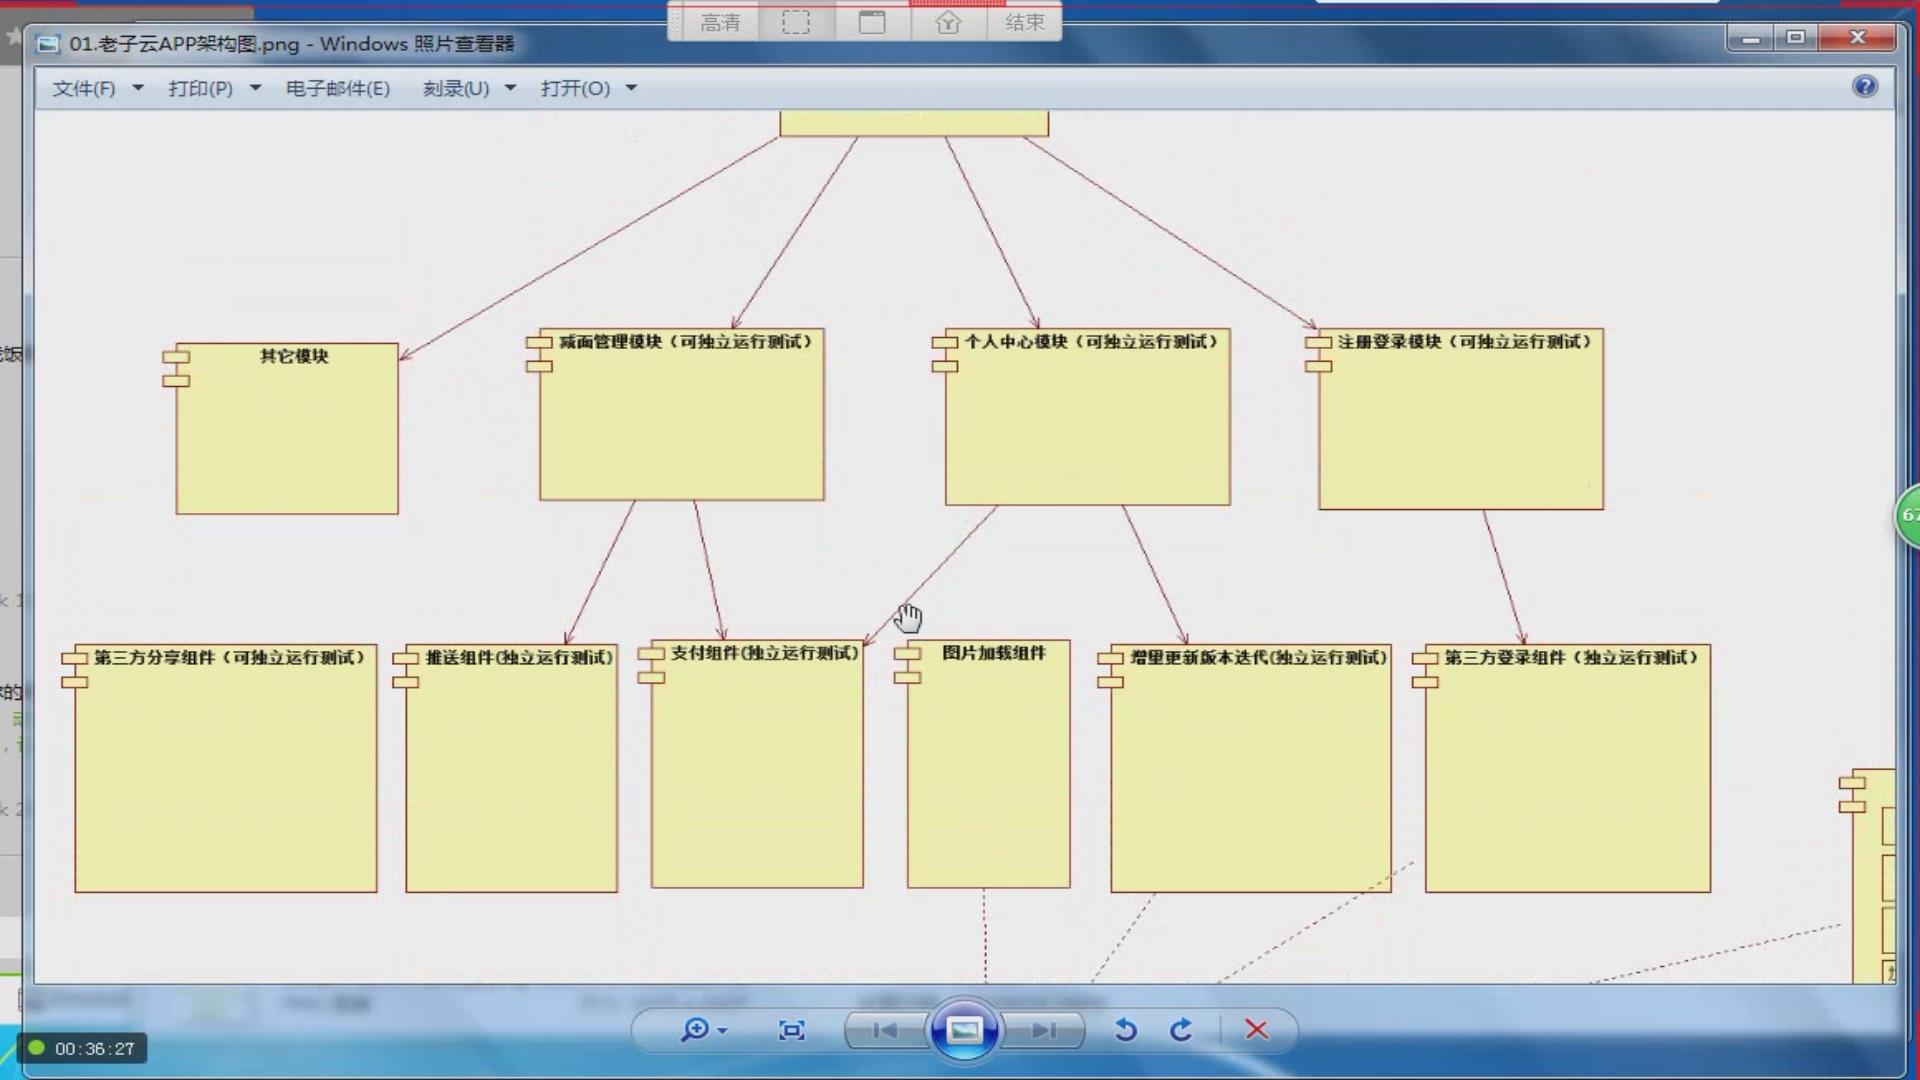 高清
结束
01.老子云APP架构图.png - Windows 照片查看器
文件(F)
打印(P)
电子邮件(E)
刻录(U)
打开(O)
其它模块
减面管理模块（可独立运行测试）
个人中心模块（可独立运行测试）
注册登录模块（可独立运行测试）
第三方分享组件（可独立运行测试）
推送组件(独立运行测试)
支付组件(独立运行测试)
图片加载组件
增里更新版本迭代(独立运行测试)
第三方登录组件（独立运行测试）
67
00:36:27